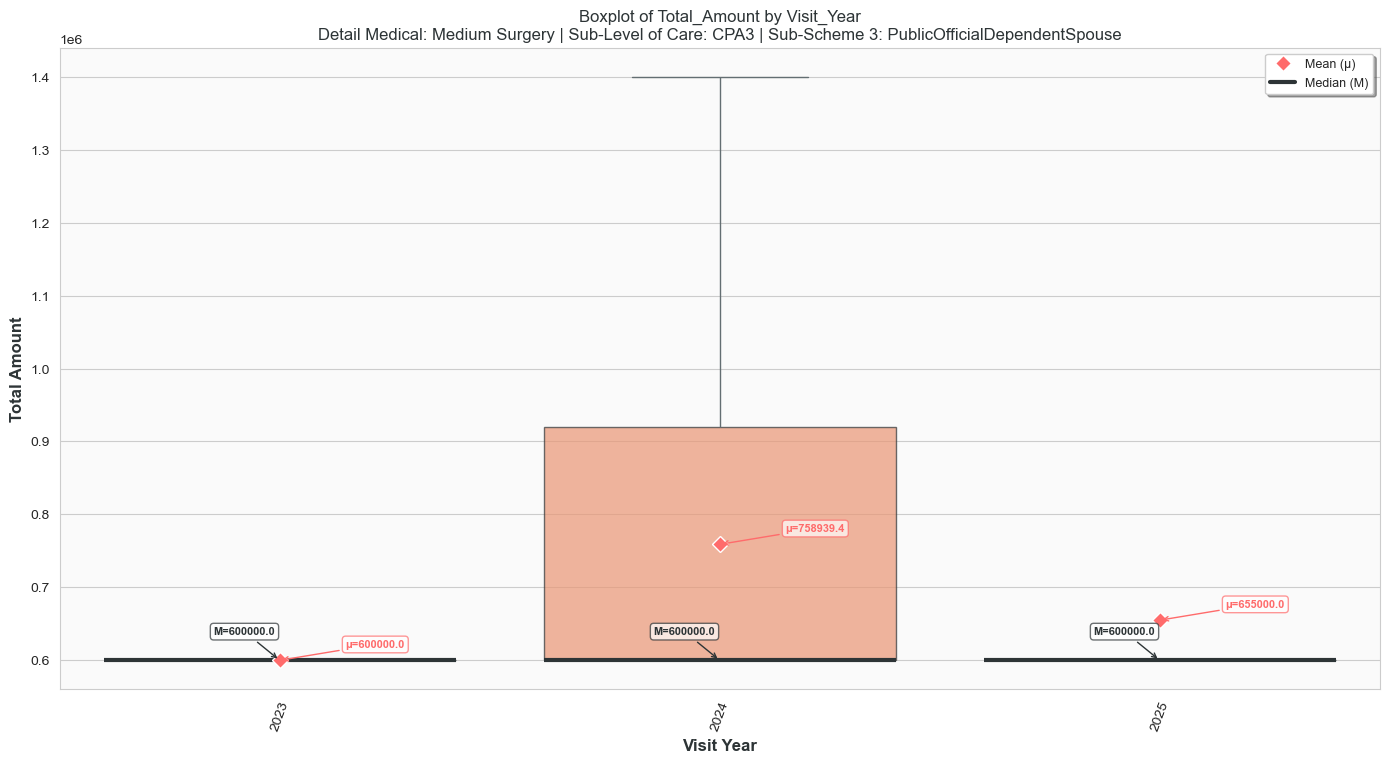 Boxplot of Total_Amount by Visit_Year
Detail Medical: Medium Surgery | Sub-Level of Care: CPA3 | Sub-Scheme 3: PublicOfficialDependentSpouse
1e6
Mean (μ)
Median (M)
1.4
1.3
1.2
1.1
1.0
0.9
0.8
0.7
0.6
Total Amount
M=600000.0
μ=600000.0
M=600000.0
μ=758939.4
M=600000.0
μ=655000.0
2023
2024
2025
Visit Year